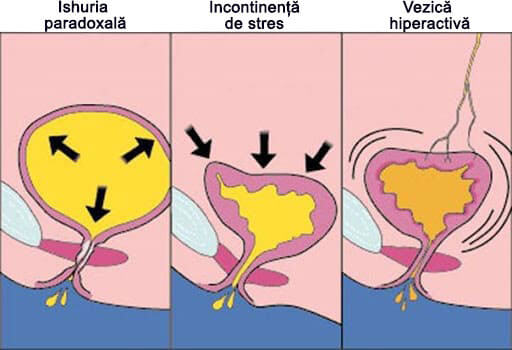 Ishuria
paradoxală
Incontinență
de stres
Vezică
hiperactivă